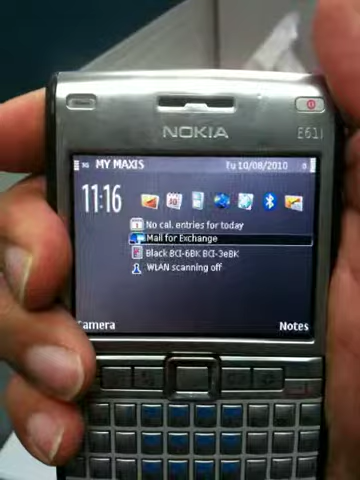 NOKIA
E61i
3G MY MAXIS Tu 10/08/2010
11:16
No cal. entries for today
Mail for Exchange
Black BCI-6BK BCI-3eBK
WLAN scanning off
Camera Notes